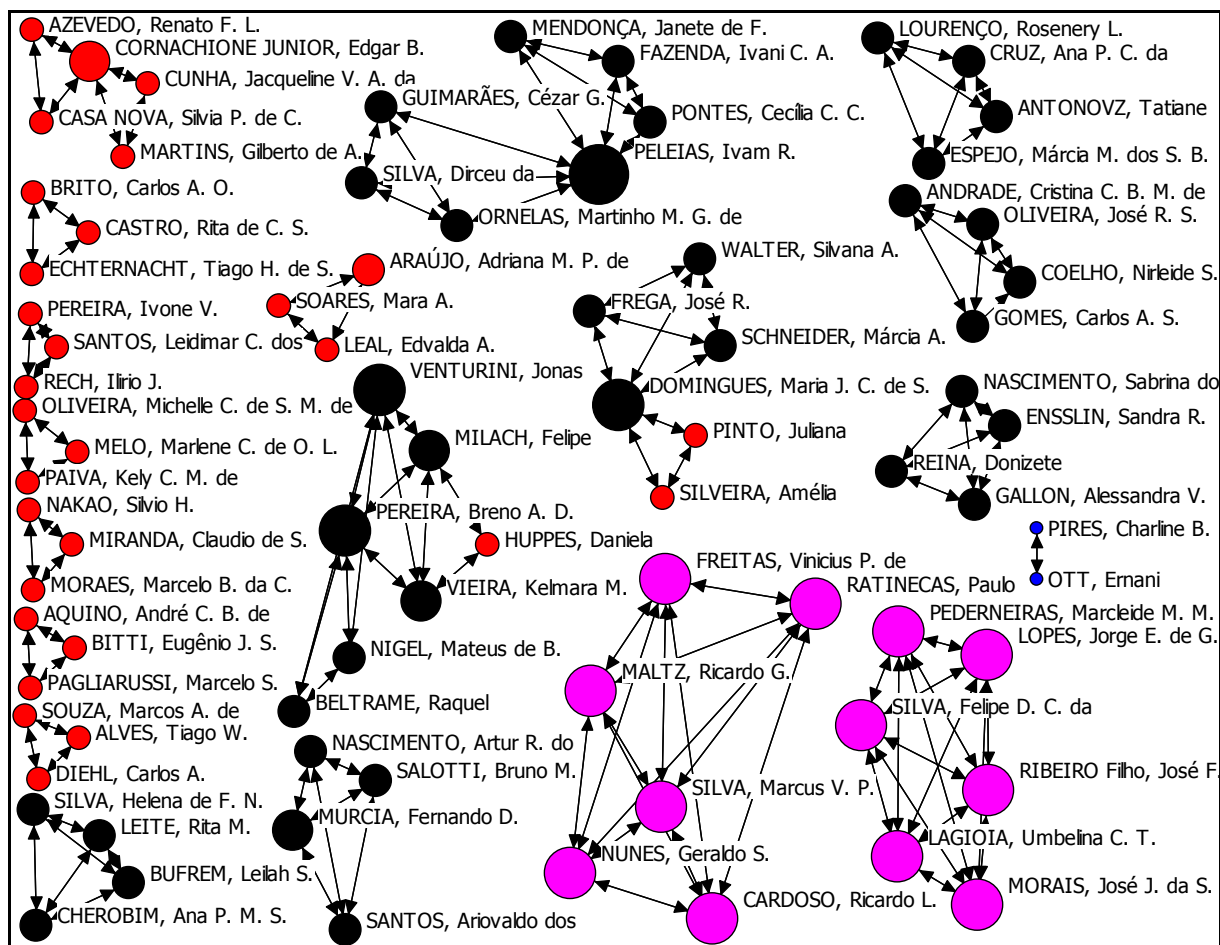 AZEVEDO, Renato F. L.
CORNACHIONE JUNIOR, Edgar B.
CUNHA, Jacqueline V. A. da
CASA NOVA, Silvia P. de C.
MARTINS, Gilberto de A.
BRITO, Carlos A. O.
CASTRO, Rita de C. S.
ECHTERNACHT, Tiago H. de S.
PEREIRA, Ivone V.
SANTOS, Leidimar C. dos
RECH, Ilirio J.
OLIVEIRA, Michelle C. de S. M. de
MELO, Marlene C. de O. L.
PAIVA, Kely C. M. de
NAKAO, Silvio H.
MIRANDA, Claudio de S.
MORAES, Marcelo B. da C.
AQUINO, André C. B. de
BITTI, Eugênio J. S.
PAGLIARUSSI, Marcelo S.
SOUZA, Marcos A. de
ALVES, Tiago W.
DIEHL, Carlos A.
SILVA, Helena de F. N.
LEITE, Rita M.
BUFREM, Leilah S.
CHEROBIM, Ana P. M. S.
MENDONÇA, Janete de F.
FAZENDA, Ivani C. A.
GUIMARÃES, Cézar G.
PONTES, Cecília C. C.
PELEIAS, Ivam R.
SILVA, Dirceu da
ORNELAS, Martinho M. G. de
ARAÚJO, Adriana M. P. de
SOARES, Mara A.
LEAL, Edvalda A.
WALTER, Silvana A.
FREGA, José R.
SCHNEIDER, Márcia A.
DOMINGUES, Maria J. C. de S.
PINTO, Juliana
SILVEIRA, Amélia
VENTURINI, Jonas
MILACH, Felipe
PEREIRA, Breno A. D.
HUPPES, Daniela
VIEIRA, Kelmara M.
NIGEL, Mateus de B.
BELTRAME, Raquel
NASCIMENTO, Artur R. do
SALOTTI, Bruno M.
MURCIA, Fernando D.
SANTOS, Ariovaldo dos
LOURENÇO, Rosenery L.
CRUZ, Ana P. C. da
ANTONOVZ, Tatiane
ESPEJO, Márcia M. dos S. B.
ANDRADE, Cristina C. B. M. de
OLIVEIRA, José R. S.
COELHO, Nirleide S.
GOMES, Carlos A. S.
NASCIMENTO, Sabrina do
ENSSLIN, Sandra R.
REINA, Donizete
GALLON, Alessandra V.
PIRES, Charline B.
OTT, Ernani
FREITAS, Vinicius P. de
RATINECAS, Paulo
MALTZ, Ricardo G.
SILVA, Marcus V. P.
NUNES, Geraldo S.
CARDOSO, Ricardo L.
PEDERNEIRAS, Marcleide M. M.
LOPES, Jorge E. de G.
SILVA, Felipe D. C. da
RIBEIRO Filho, José F.
LAGIOIA, Umbelina C. T.
MORAIS, José J. da S.